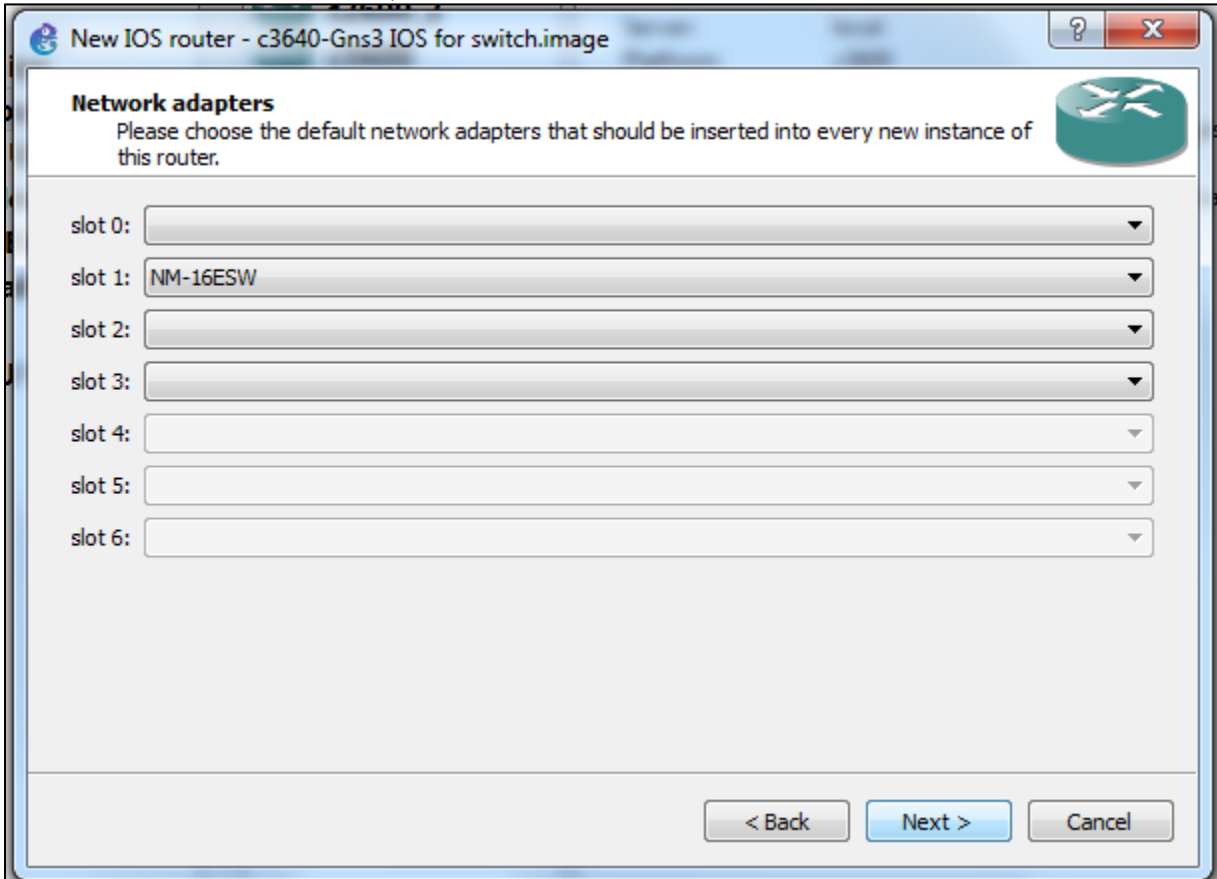 New IOS router - c3640-Gns3 IOS for switch.image
Network adapters
Please choose the default network adapters that should be inserted into every new instance of
this router.
slot 0:
slot 1: NM-16ESW
slot 2:
slot 3:
slot 4:
slot 5:
slot 6:
< Back Next > Cancel